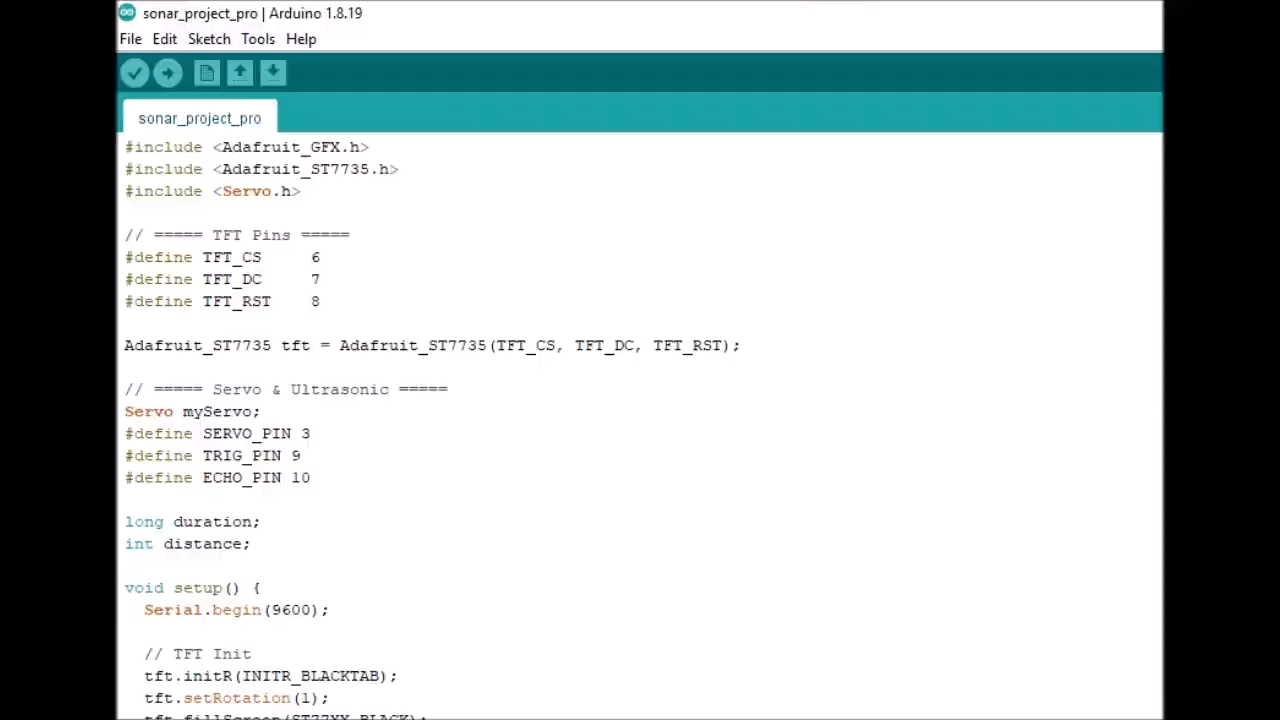 sonar_project_pro | Arduino 1.8.19
File Edit Sketch Tools Help
sonar_project_pro
#include <Adafruit_GFX.h>
#include <Adafruit_ST7735.h>
#include <Servo.h>
// ===== TFT Pins =====
#define TFT_CS     6
#define TFT_DC     7
#define TFT_RST    8
Adafruit_ST7735 tft = Adafruit_ST7735(TFT_CS, TFT_DC, TFT_RST);
// ===== Servo & Ultrasonic =====
Servo myServo;
#define SERVO_PIN 3
#define TRIG_PIN 9
#define ECHO_PIN 10
long duration;
int distance;
void setup() {
  Serial.begin(9600);
  // TFT Init
  tft.initR(INITR_BLACKTAB);
  tft.setRotation(1);
  tft.fillScreen(ST77XX_BLACK);